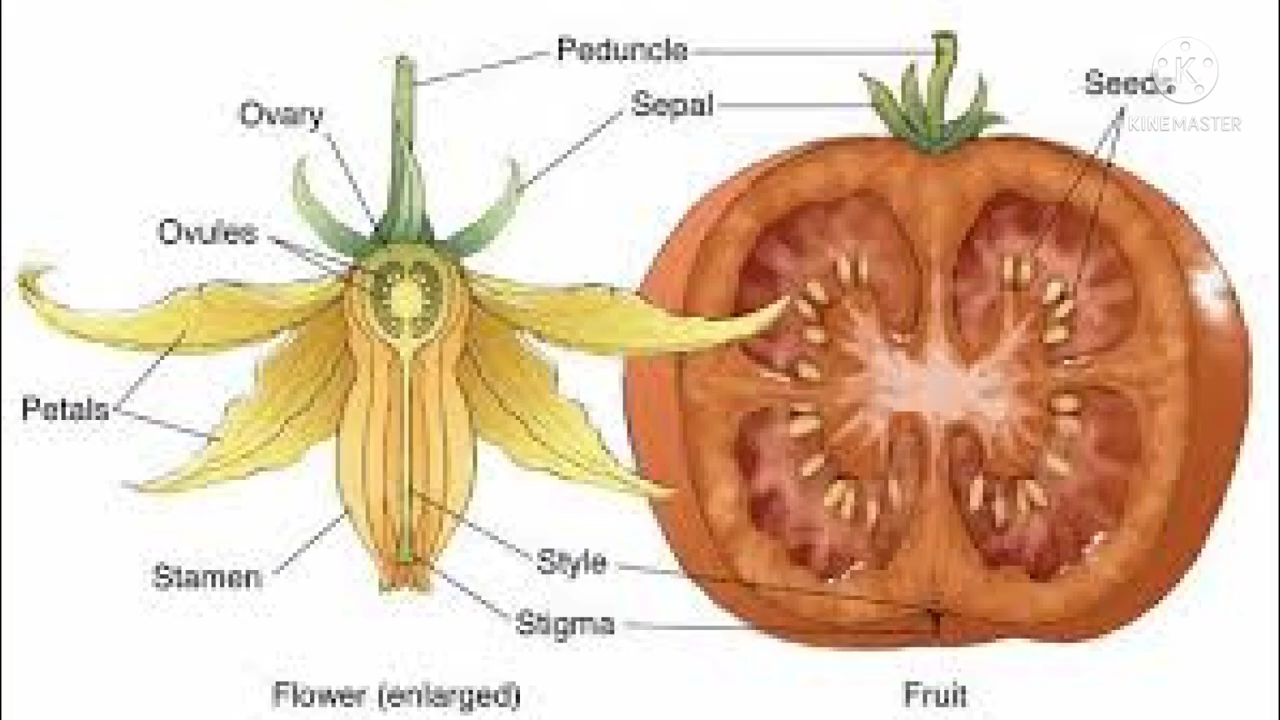 Peduncle
Sepal
Seeds
KINEMASTER
Ovary
Ovules
Petals
Stamen
Style
Stigma
Flower (enlarged)
Fruit